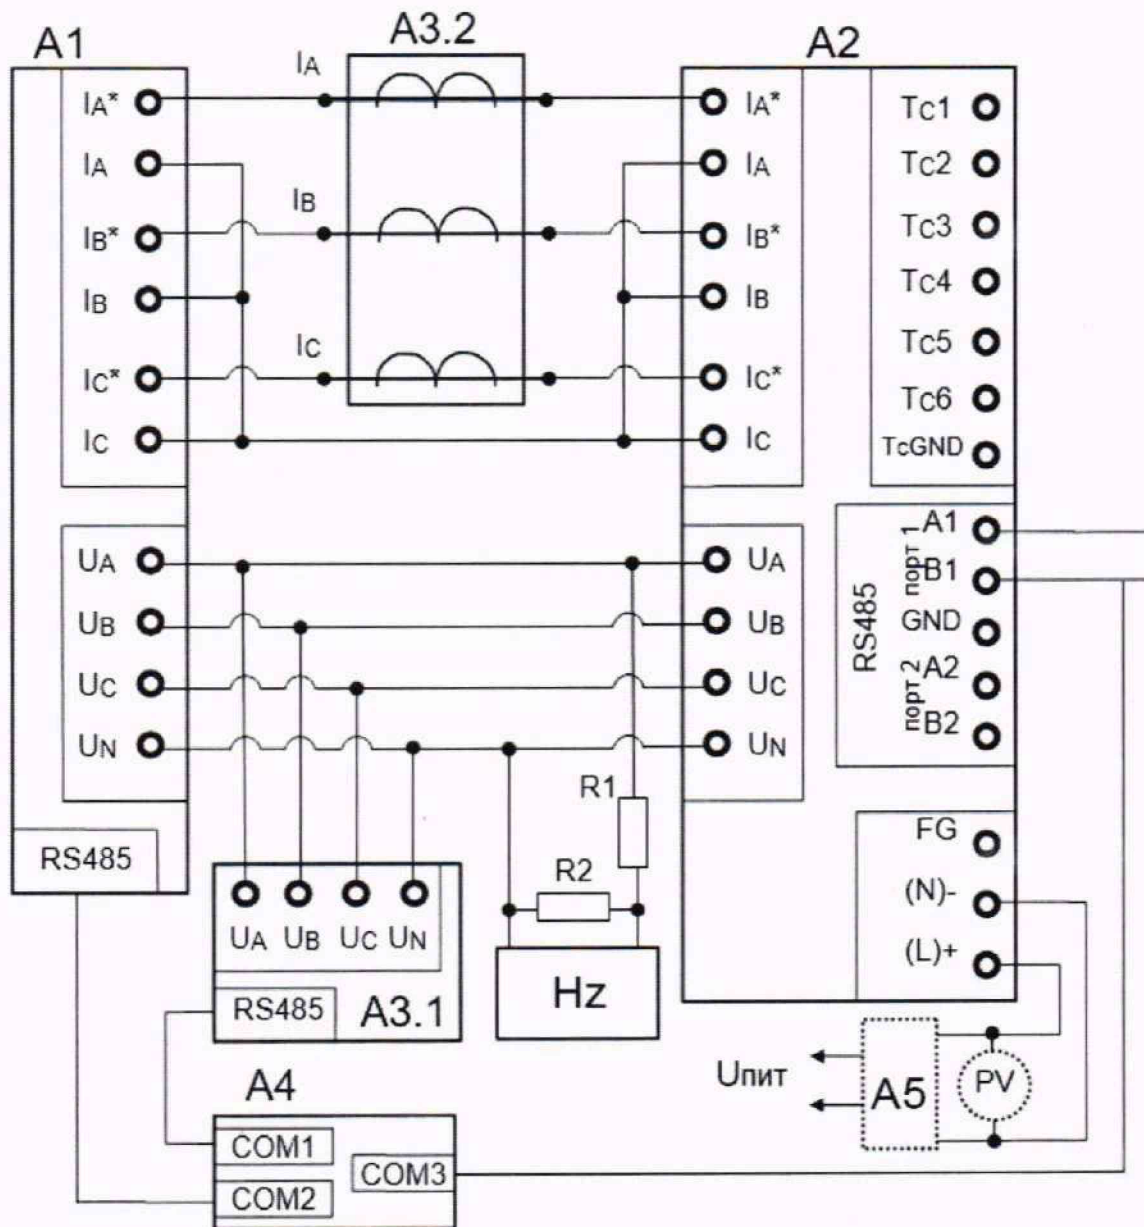 A1
A3.2
A2
IA*
IA
IB*
IB
IC*
IC
IA
IB
IC
IA*
IA
IB*
IB
IC*
IC
TC1
TC2
TC3
TC4
TC5
TC6
TcGND
UA
UB
UC
UN
RS485
UA
UB
UC
UN
RS485
порт 1
порт 2
A1
B1
GND
A2
B2
R1
R2
Hz
FG
(N)-
(L)+
UA UB UC UN
RS485
A3.1
A4
COM1
COM2
COM3
Uпит
A5
PV